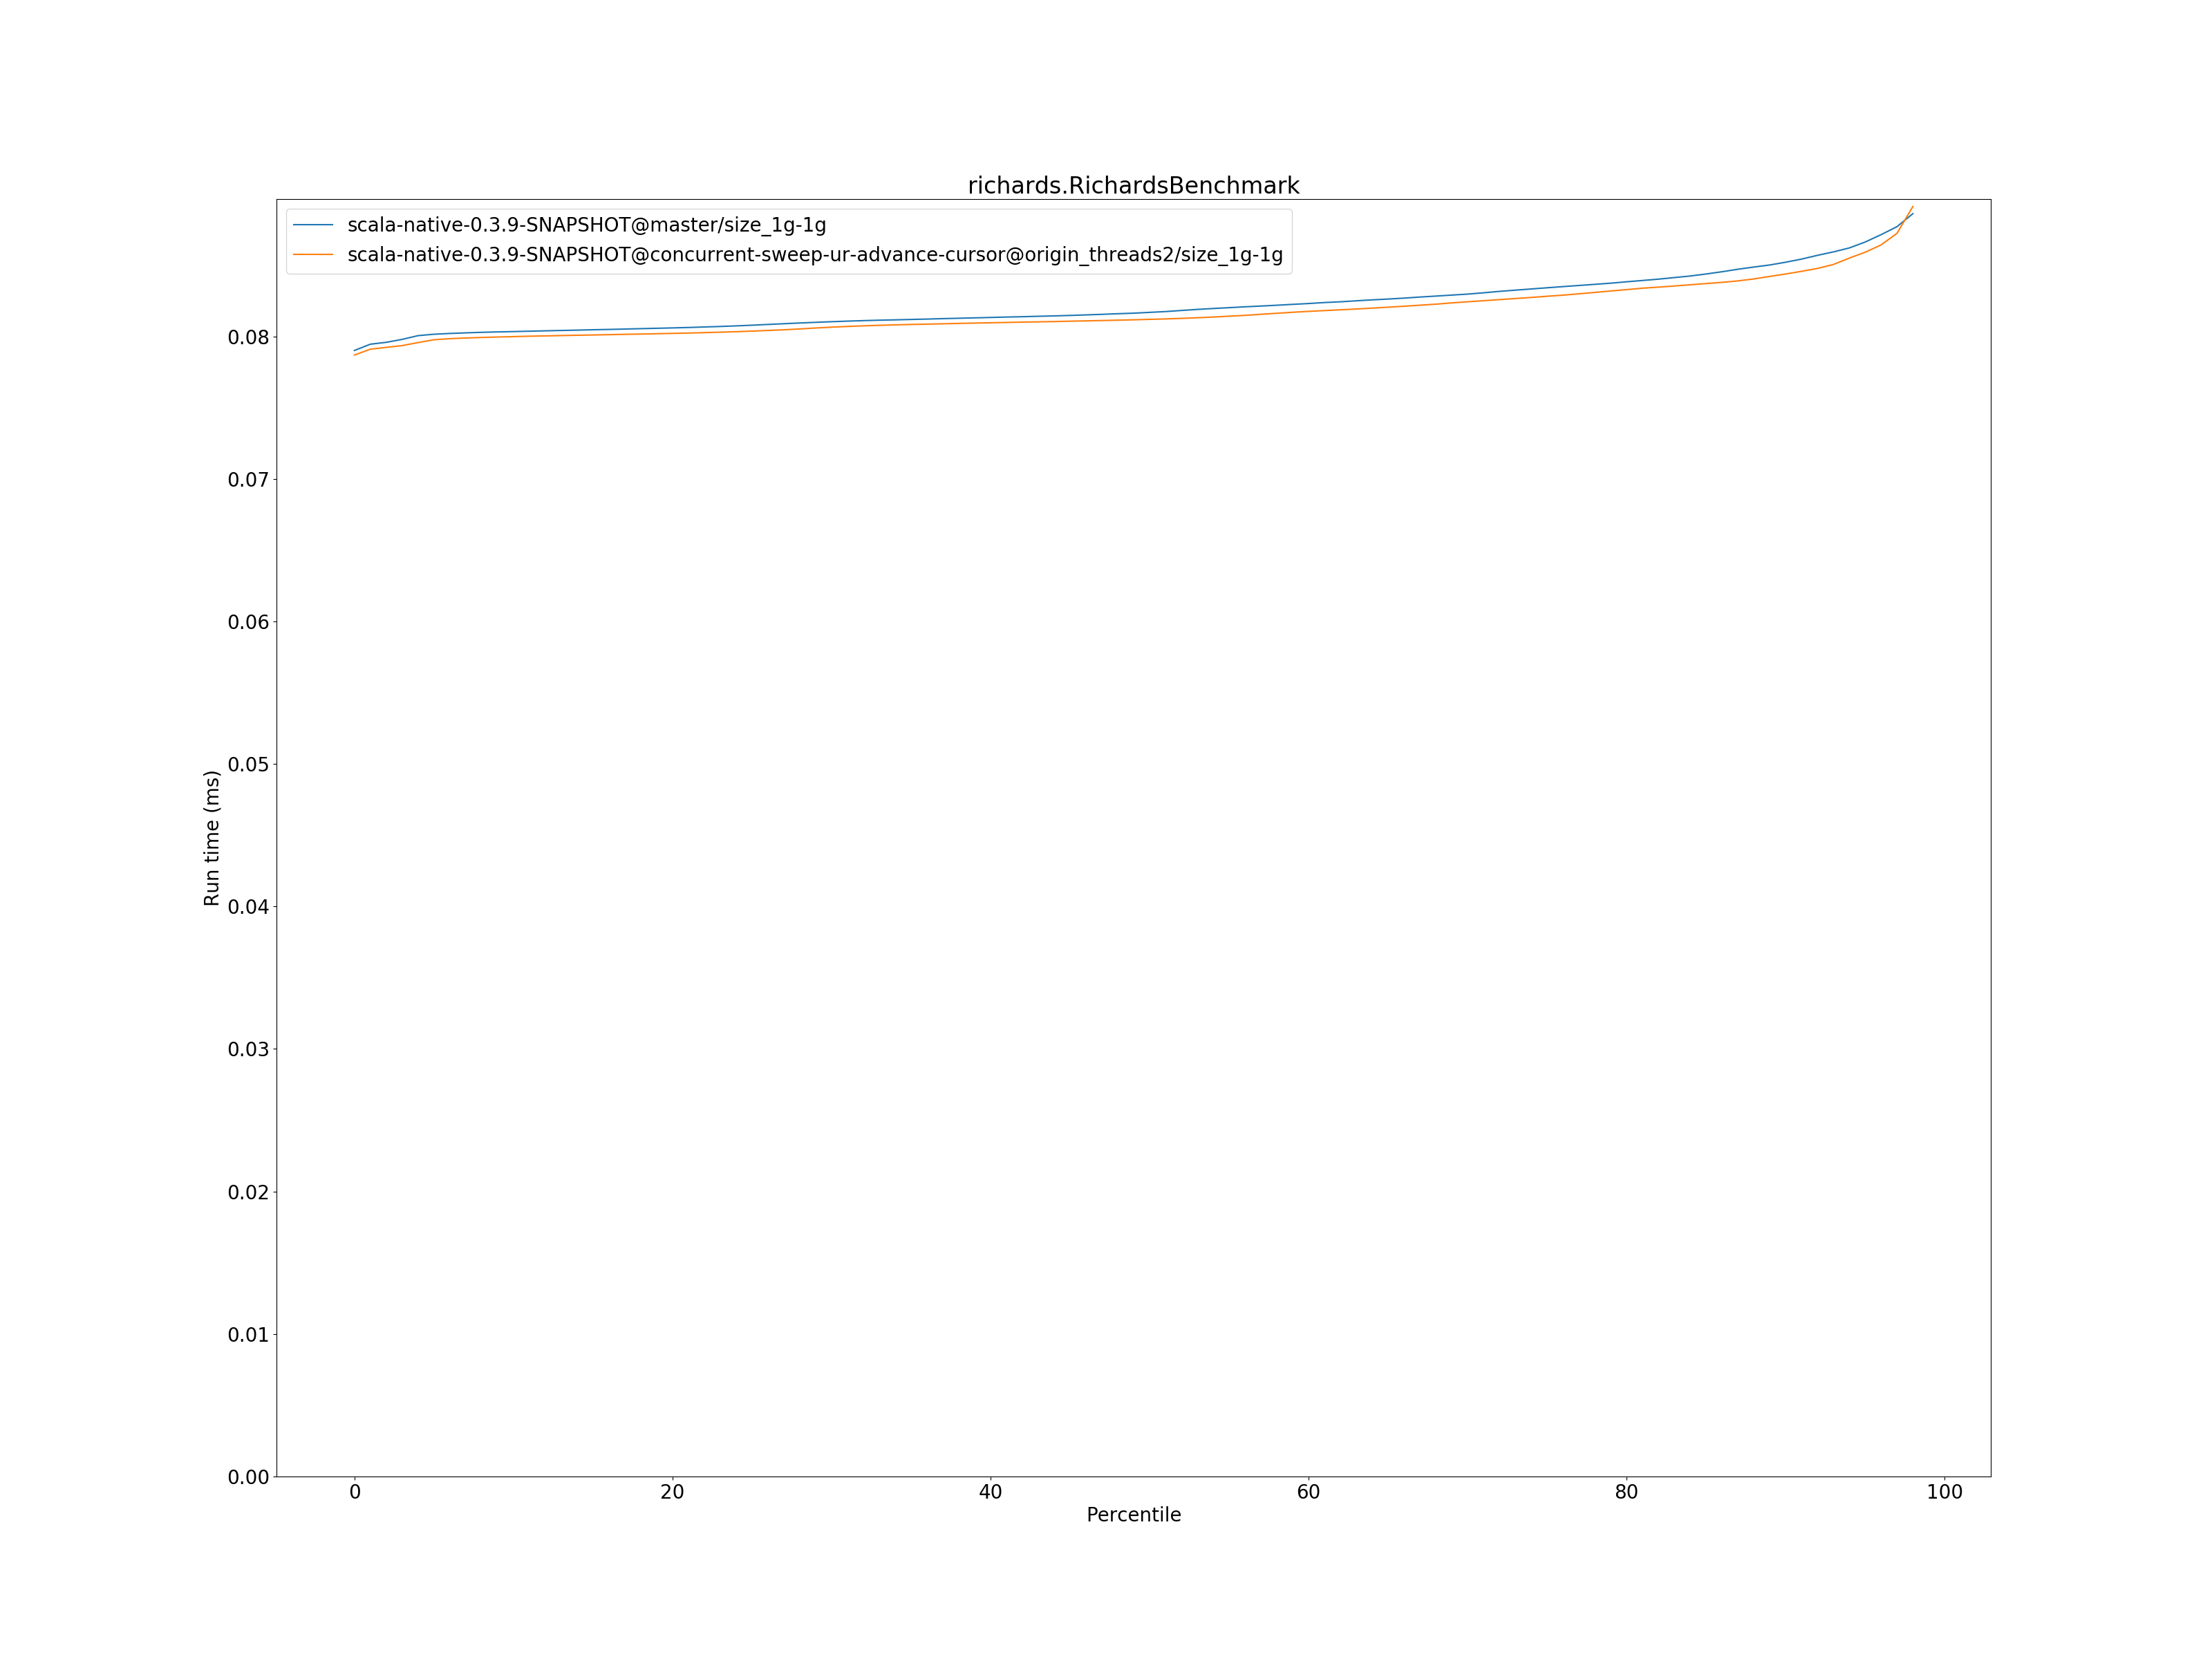 richards.RichardsBenchmark
scala-native-0.3.9-SNAPSHOT@master/size_1g-1g
scala-native-0.3.9-SNAPSHOT@concurrent-sweep-ur-advance-cursor@origin_threads2/size_1g-1g
0.08
0.07
0.06
0.05
0.04
0.03
0.02
0.01
0.00
Run time (ms)
0 20 40 60 80 100
Percentile